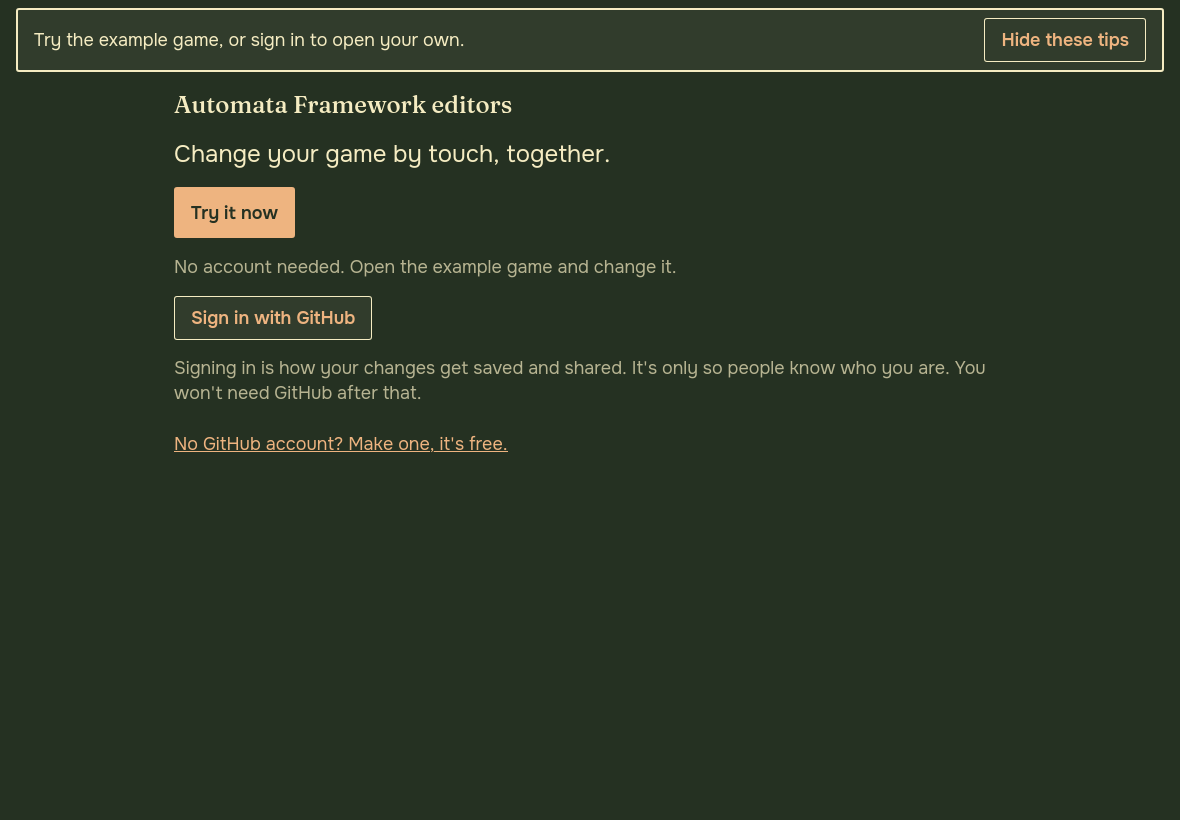 Try the example game, or sign in to open your own.
Hide these tips
Automata Framework editors
Change your game by touch, together.
Try it now
No account needed. Open the example game and change it.
Sign in with GitHub
Signing in is how your changes get saved and shared. It's only so people know who you are. You
won't need GitHub after that.
No GitHub account? Make one, it's free.